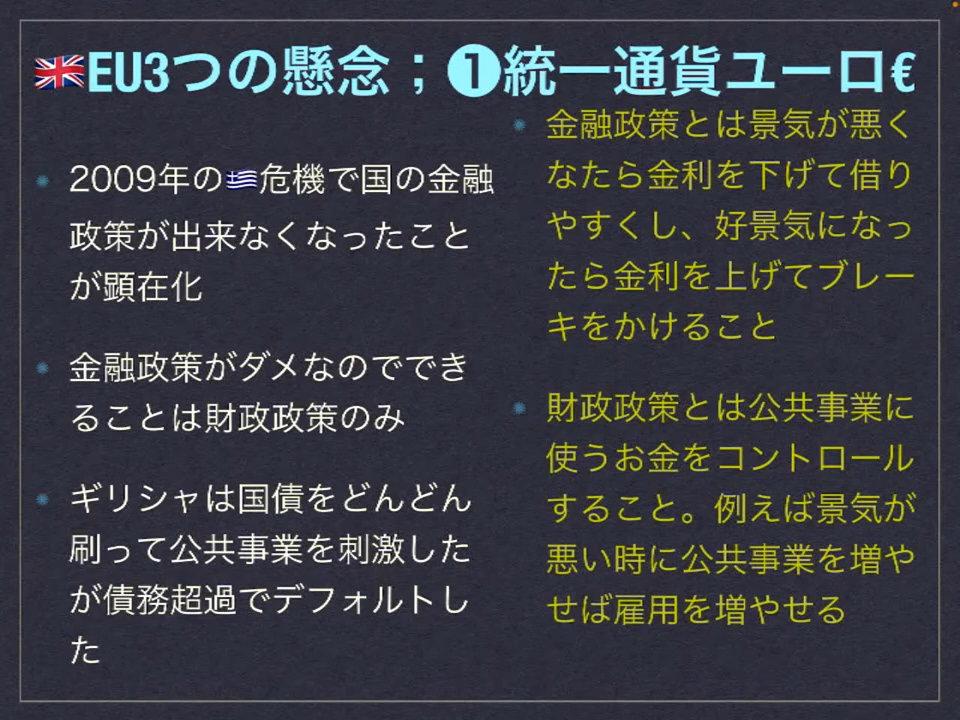 🇬🇧EU3つの懸念；❶統一通貨ユーロ€
• 2009年の🇬🇷危機で国の金融
政策が出来なくなったこと
が顕在化
• 金融政策がダメなのででき
ることは財政政策のみ
• ギリシャは国債をどんどん
刷って公共事業を刺激した
が債務超過でデフォルトし
た
• 金融政策とは景気が悪く
なたら金利を下げて借り
やすくし、好景気になっ
たら金利を上げてブレー
キをかけること
• 財政政策とは公共事業に
使うお金をコントロール
すること。例えば景気が
悪い時に公共事業を増や
せば雇用を増やせる